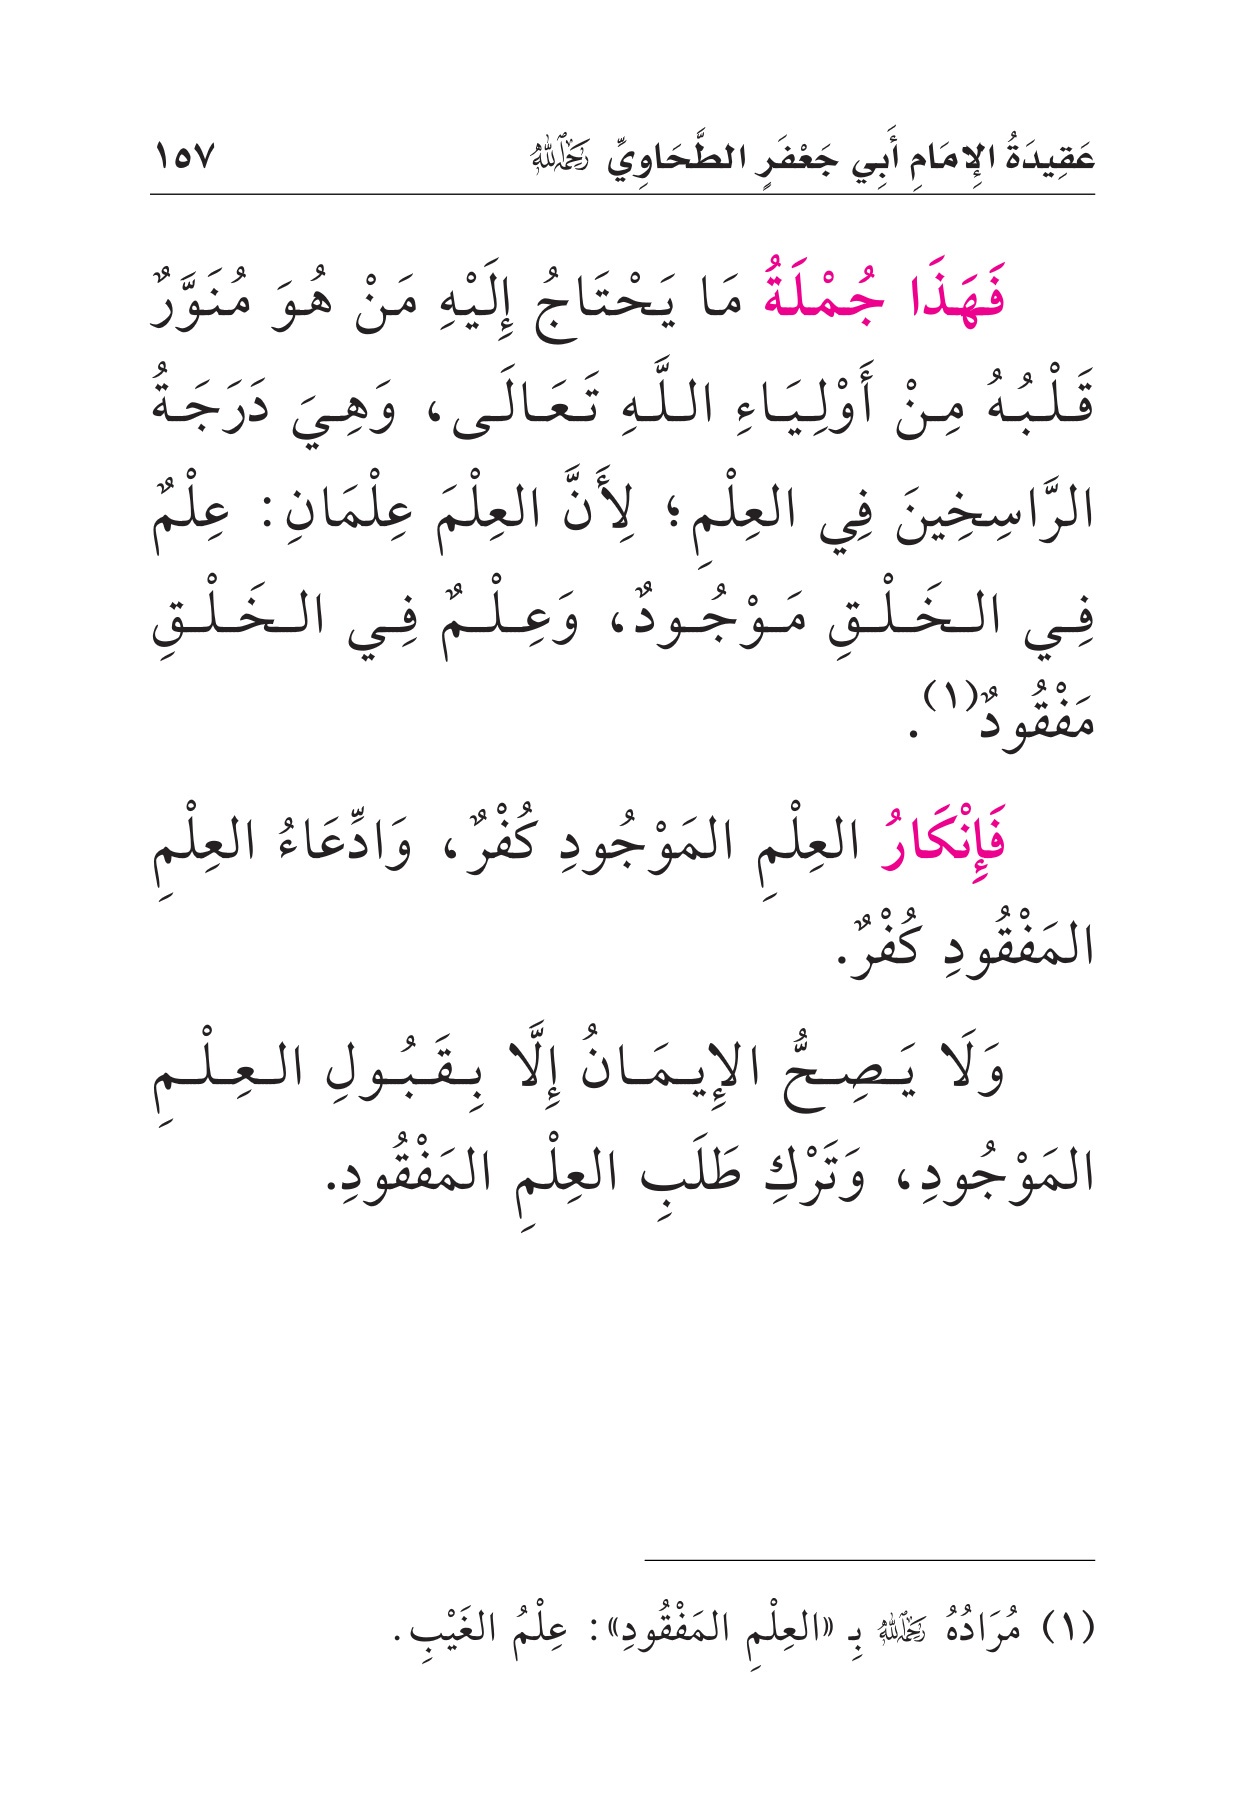 عَقِيدَةُ الإِمَامِ أَبِي جَعْفَرٍ الطَّحَاوِيِّ رَحِمَهُ اللَّهُ ١٥٧
فَهَذَا جُمْلَةُ مَا يَحْتَاجُ إِلَيْهِ مَنْ هُوَ مُنَوَّرٌ
قَلْبُهُ مِنْ أَوْلِيَاءِ اللَّهِ تَعَالَى، وَهِيَ دَرَجَةُ
الرَّاسِخِينَ فِي العِلْمِ؛ لِأَنَّ العِلْمَ عِلْمَانِ: عِلْمٌ
فِي الخَلْقِ مَوْجُودٌ، وَعِلْمٌ فِي الخَلْقِ
مَفْقُودٌ(١).
فَإِنْكَارُ العِلْمِ المَوْجُودِ كُفْرٌ، وَادِّعَاءُ العِلْمِ
المَفْقُودِ كُفْرٌ.
وَلَا يَصِحُّ الإِيمَانُ إِلَّا بِقَبُولِ العِلْمِ
المَوْجُودِ، وَتَرْكِ طَلَبِ العِلْمِ المَفْقُودِ.
(١) مُرَادُهُ رَحِمَهُ اللَّهُ بِـ «العِلْمِ المَفْقُودِ»: عِلْمُ الغَيْبِ.